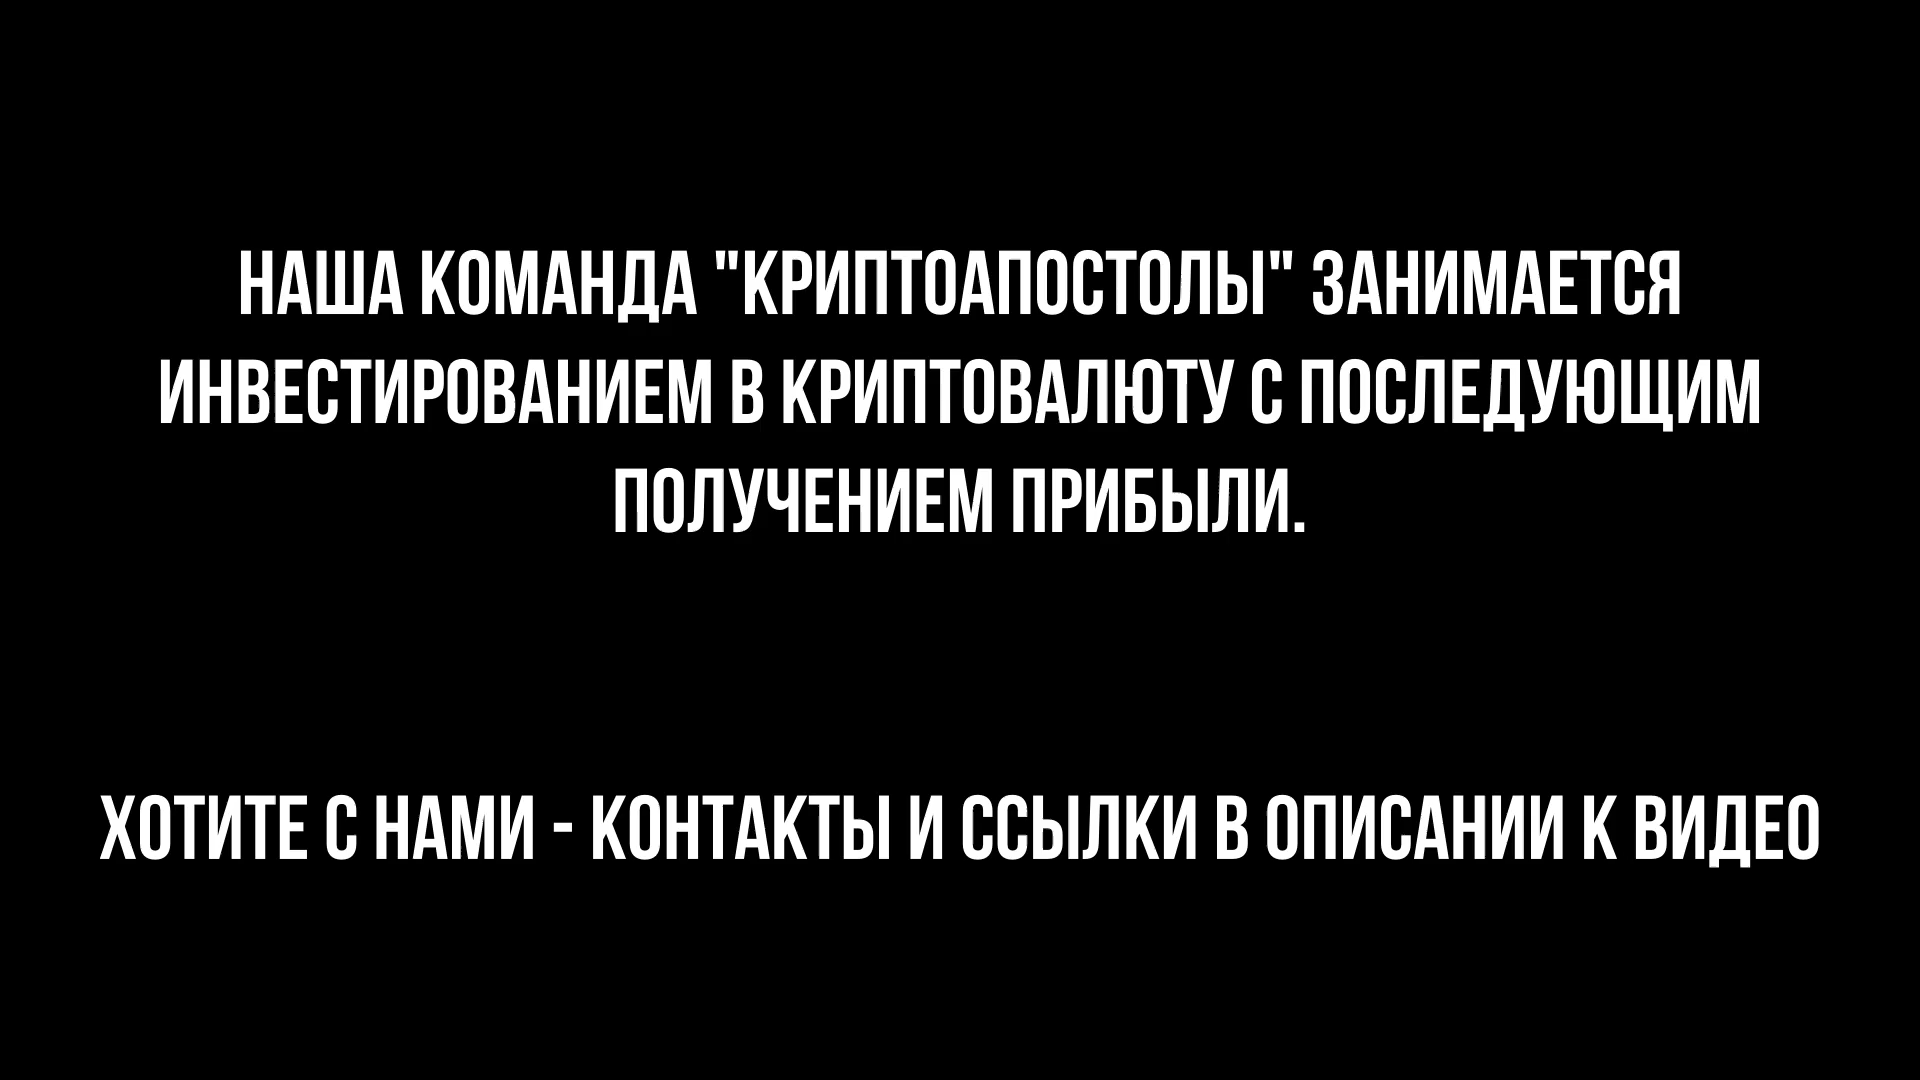 НАША КОМАНДА "КРИПТОАПОСТОЛЫ" ЗАНИМАЕТСЯ
ИНВЕСТИРОВАНИЕМ В КРИПТОВАЛЮТУ С ПОСЛЕДУЮЩИМ
ПОЛУЧЕНИЕМ ПРИБЫЛИ.
ХОТИТЕ С НАМИ - КОНТАКТЫ И ССЫЛКИ В ОПИСАНИИ К ВИДЕО